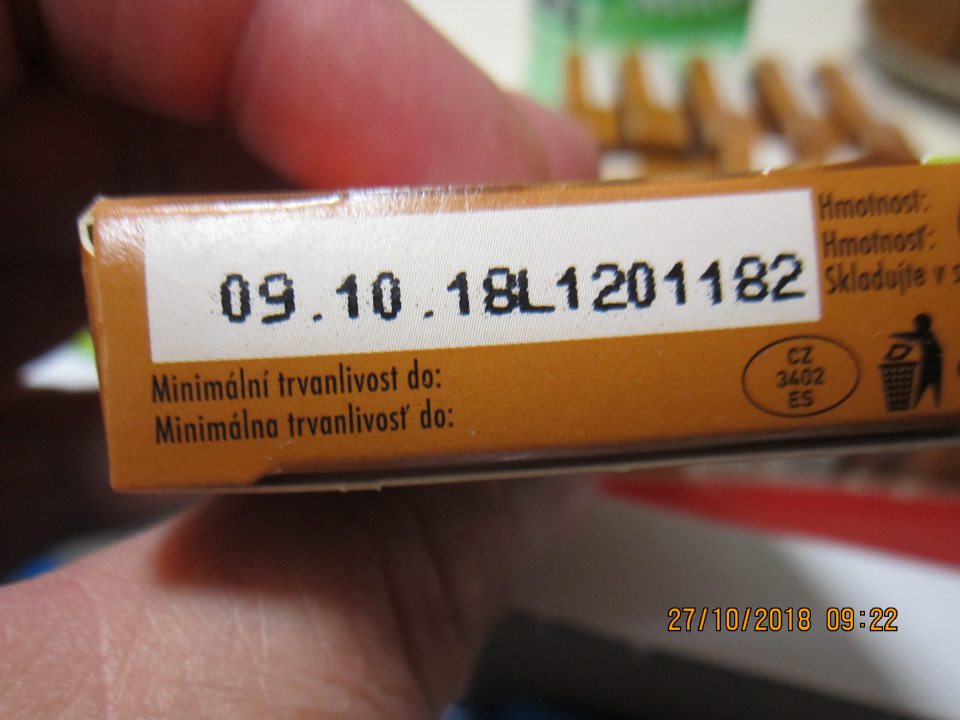 Hmotnost:
Hmotnosť:
Skladujte v s
09.10.18L1201182
Minimální trvanlivost do:
Minimálna trvanlivosť do:
CZ
3402
ES
27/10/2018 09:22